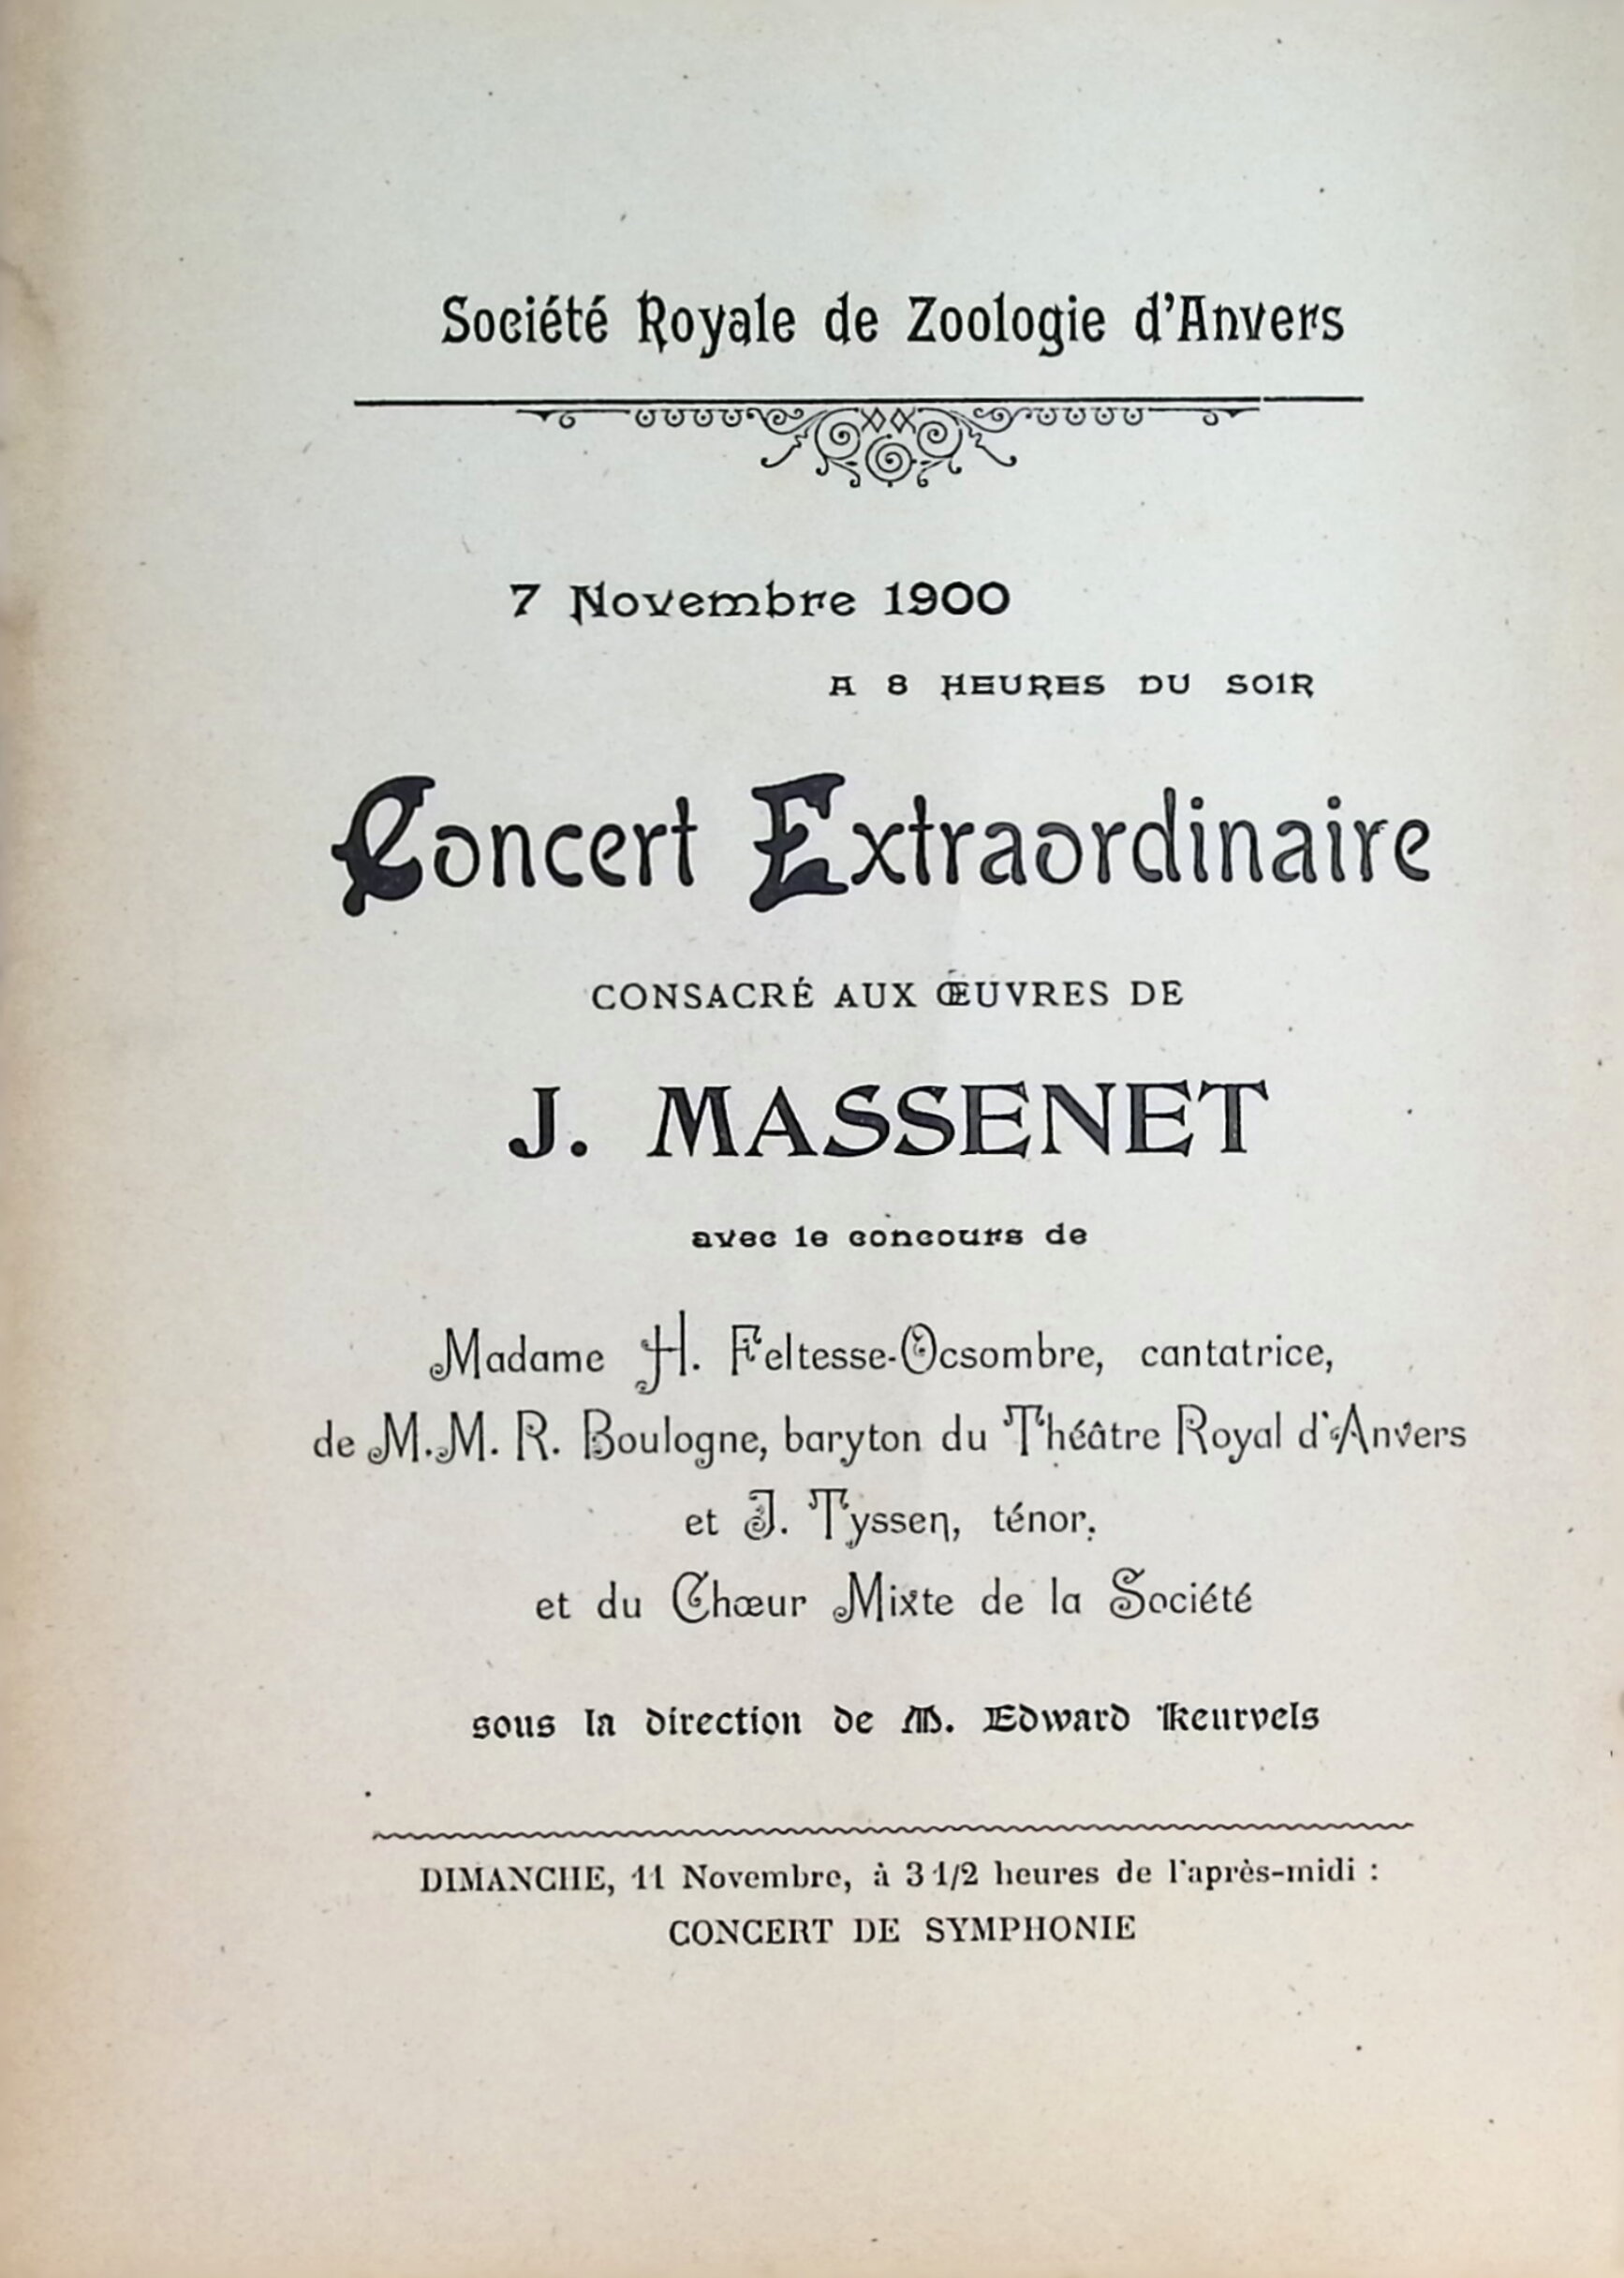 Société Royale de Zoologie d'Anvers
7 Novembre 1900
A 8 HEURES DU SOIR
Concert Extraordinaire
CONSACRÉ AUX ŒUVRES DE
J. MASSENET
avec le concours de
Madame H. Feltesse-Ocsombre, cantatrice,
de M.M. R. Boulogne, baryton du Théâtre Royal d'Anvers
et J. Tyssen, ténor.
et du Chœur Mixte de la Société
sous la direction de M. Edward Keurvels
DIMANCHE, 11 Novembre, à 3 1/2 heures de l'après-midi :
CONCERT DE SYMPHONIE